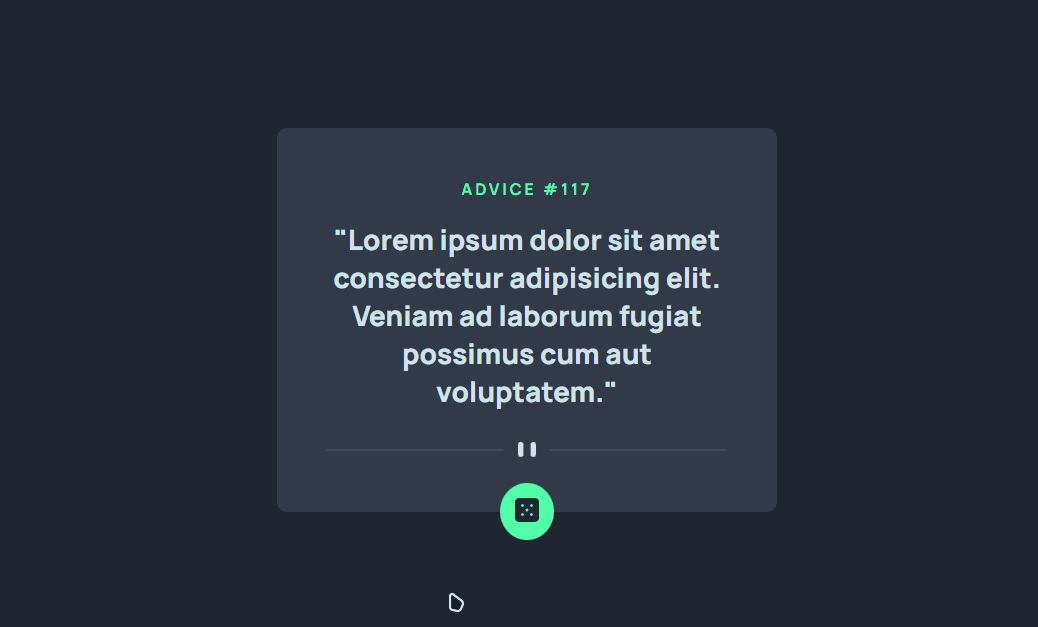 ADVICE #117
"Lorem ipsum dolor sit amet
consectetur adipisicing elit.
Veniam ad laborum fugiat
possimus cum aut
voluptatem."